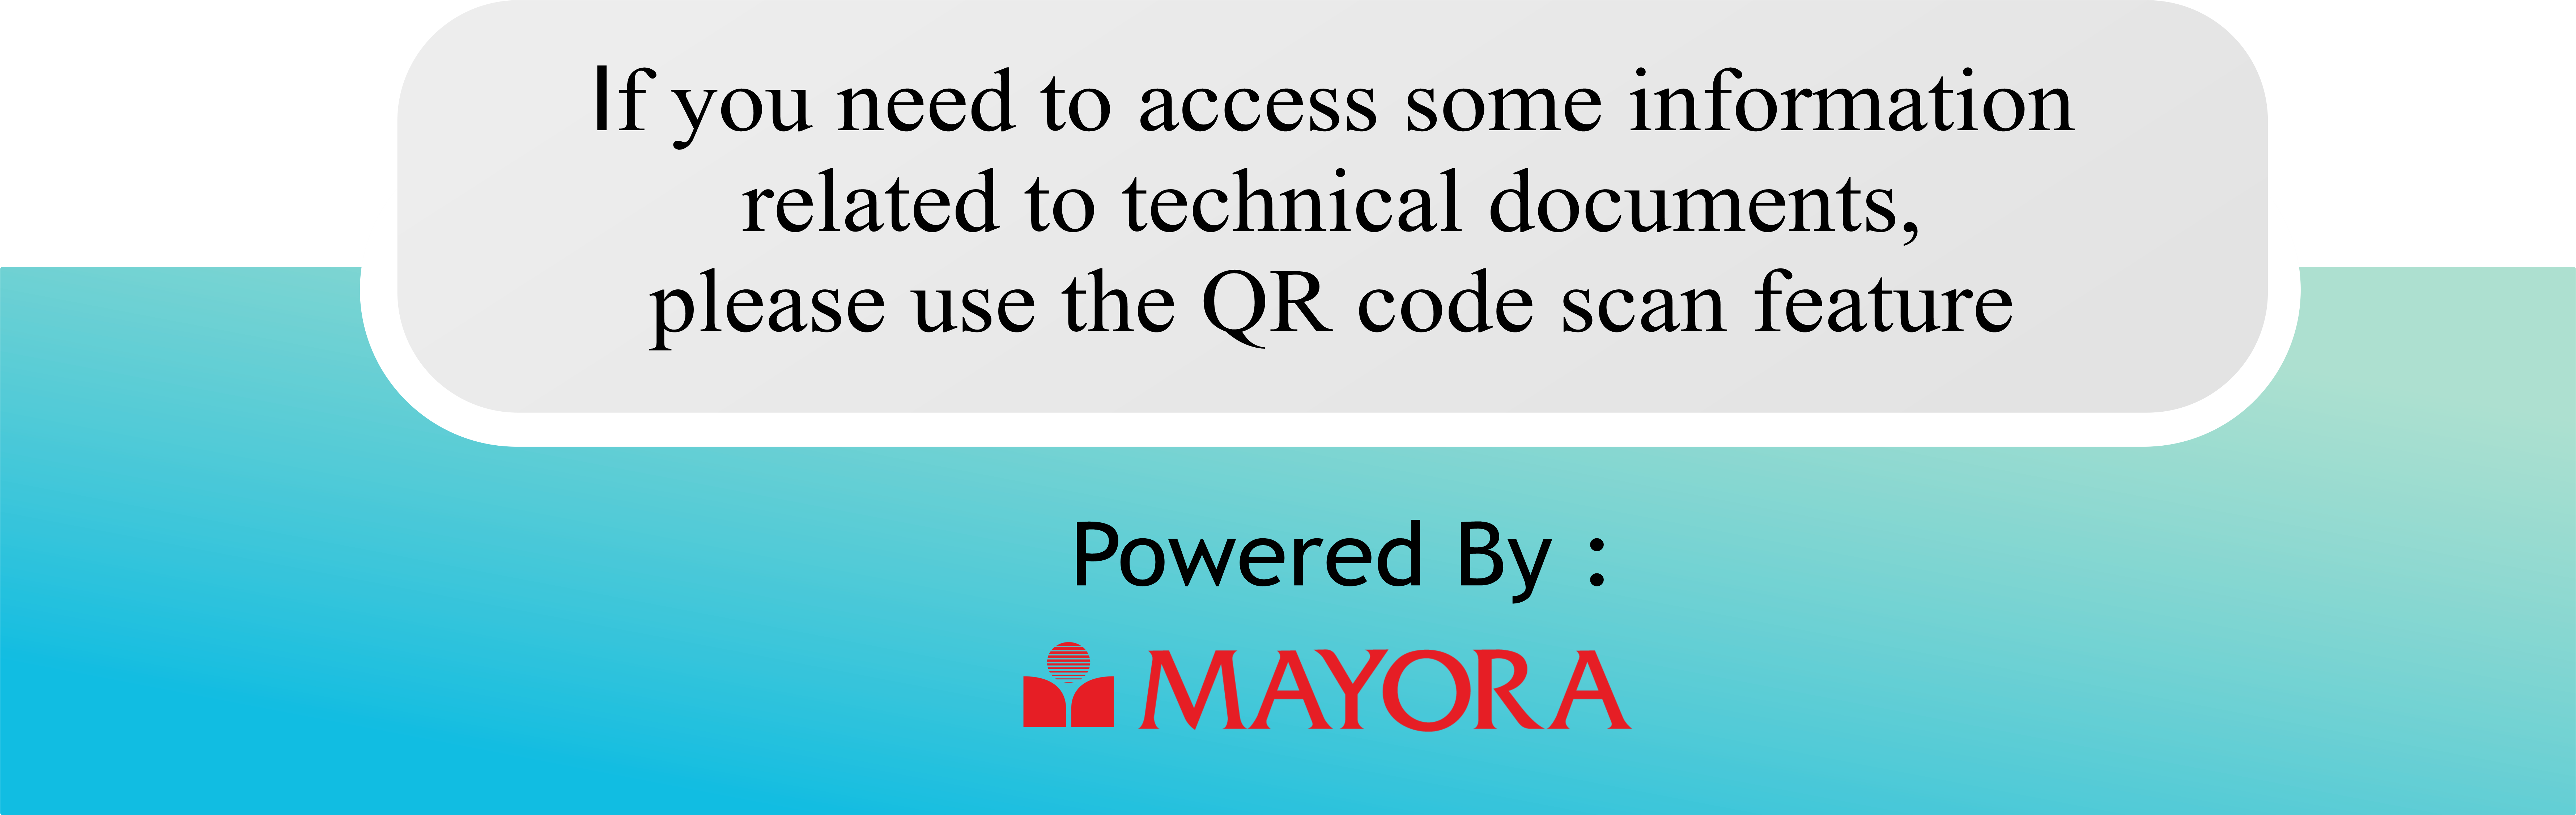 If you need to access some information
related to technical documents,
please use the QR code scan feature
Powered By :
MAYORA